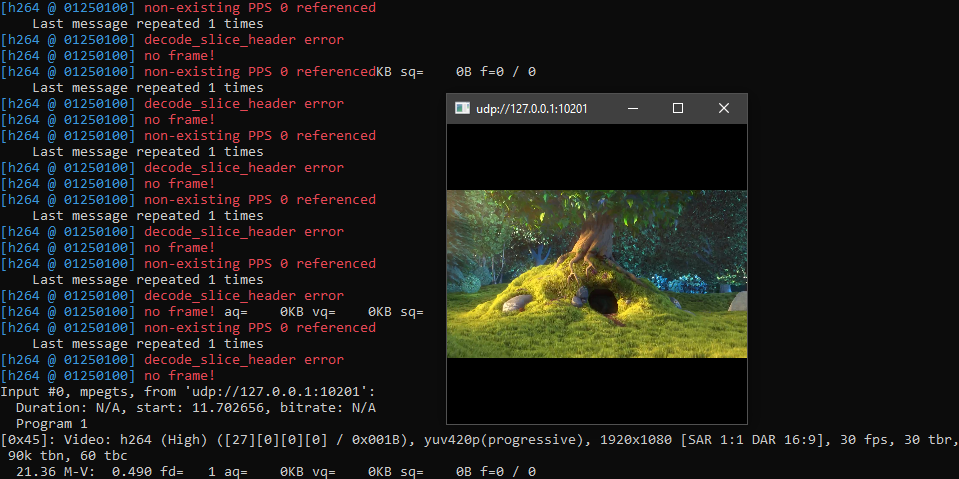 [h264 @ 01250100] non-existing PPS 0 referenced
    Last message repeated 1 times
[h264 @ 01250100] decode_slice_header error
[h264 @ 01250100] no frame!
[h264 @ 01250100] non-existing PPS 0 referencedKB sq=    0B f=0 / 0
    Last message repeated 1 times
[h264 @ 01250100] decode_slice_header error
[h264 @ 01250100] no frame!
[h264 @ 01250100] non-existing PPS 0 referenced
    Last message repeated 1 times
[h264 @ 01250100] decode_slice_header error
[h264 @ 01250100] no frame!
[h264 @ 01250100] non-existing PPS 0 referenced
    Last message repeated 1 times
[h264 @ 01250100] decode_slice_header error
[h264 @ 01250100] no frame!
[h264 @ 01250100] non-existing PPS 0 referenced
    Last message repeated 1 times
[h264 @ 01250100] decode_slice_header error
[h264 @ 01250100] no frame! aq=    0KB vq=    0KB sq=
[h264 @ 01250100] non-existing PPS 0 referenced
    Last message repeated 1 times
[h264 @ 01250100] decode_slice_header error
[h264 @ 01250100] no frame!
Input #0, mpegts, from 'udp://127.0.0.1:10201':
  Duration: N/A, start: 11.702656, bitrate: N/A
  Program 1
[0x45]: Video: h264 (High) ([27][0][0][0] / 0x001B), yuv420p(progressive), 1920x1080 [SAR 1:1 DAR 16:9], 30 fps, 30 tbr,
 90k tbn, 60 tbc
  21.36 M-V:  0.490 fd=   1 aq=    0KB vq=    0KB sq=    0B f=0 / 0
udp://127.0.0.1:10201